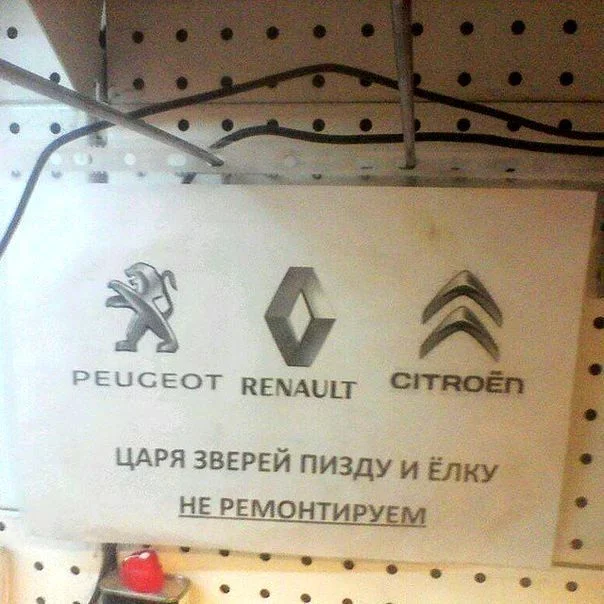 PEUGEOT RENAULT CITROËN
ЦАРЯ ЗВЕРЕЙ ПИЗДУ И ЁЛКУ
НЕ РЕМОНТИРУЕМ